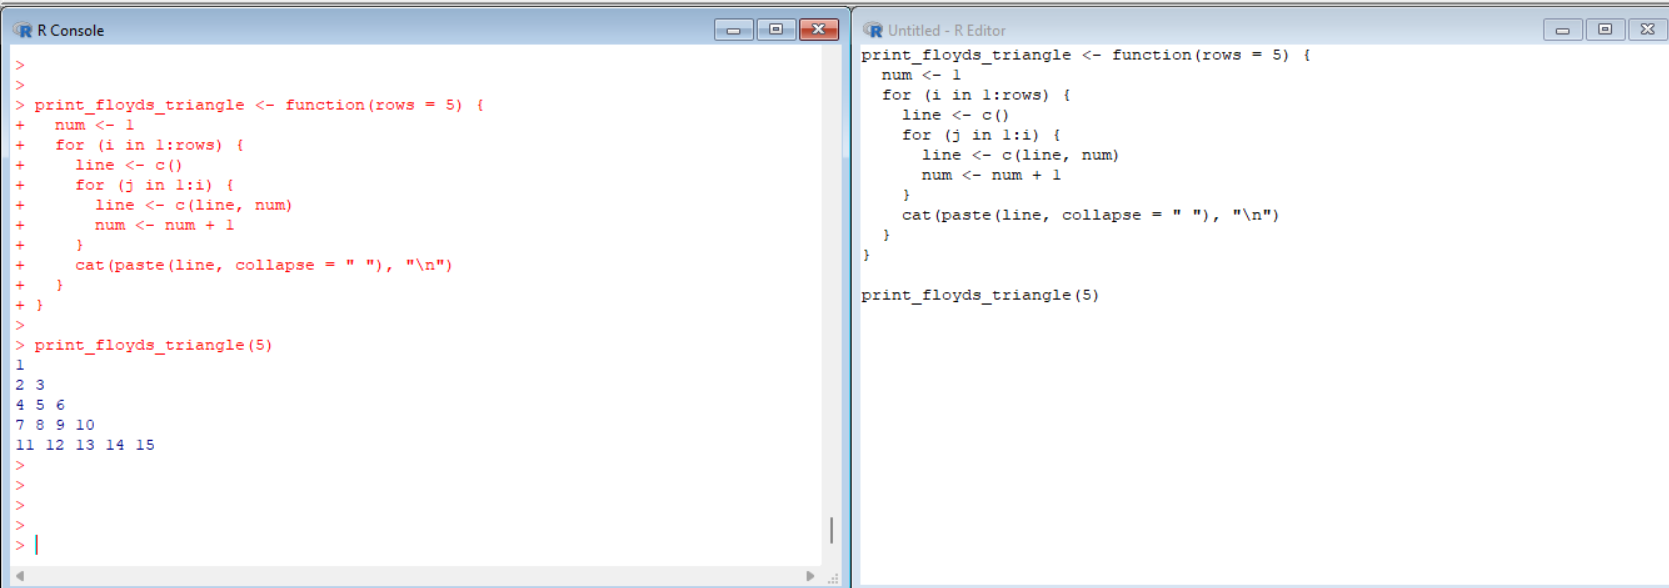 R Console
>
>
> print_floyds_triangle <- function(rows = 5) {
+   num <- 1
+   for (i in 1:rows) {
+     line <- c()
+     for (j in 1:i) {
+       line <- c(line, num)
+       num <- num + 1
+     }
+     cat(paste(line, collapse = " "), "\n")
+   }
+ }
>
> print_floyds_triangle(5)
1
2 3
4 5 6
7 8 9 10
11 12 13 14 15
>
>
>
>
>
Untitled - R Editor
print_floyds_triangle <- function(rows = 5) {
  num <- 1
  for (i in 1:rows) {
    line <- c()
    for (j in 1:i) {
      line <- c(line, num)
      num <- num + 1
    }
    cat(paste(line, collapse = " "), "\n")
  }
}

print_floyds_triangle(5)